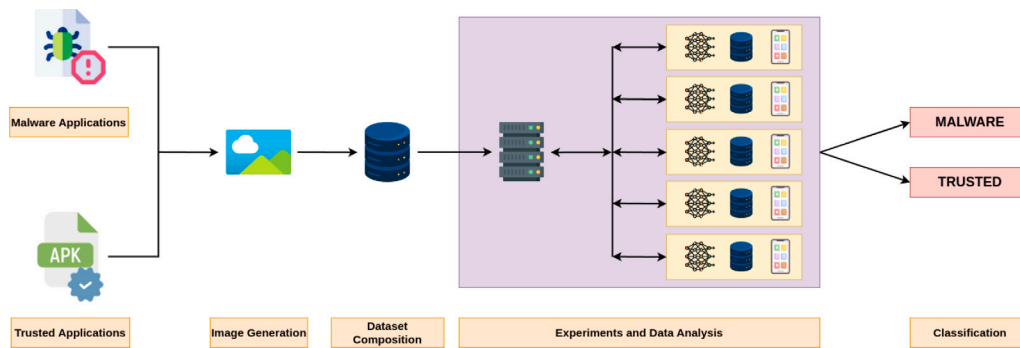 Malware Applications
APK
MALWARE
TRUSTED
Trusted Applications
Image Generation
Dataset
Composition
Experiments and Data Analysis
Classification